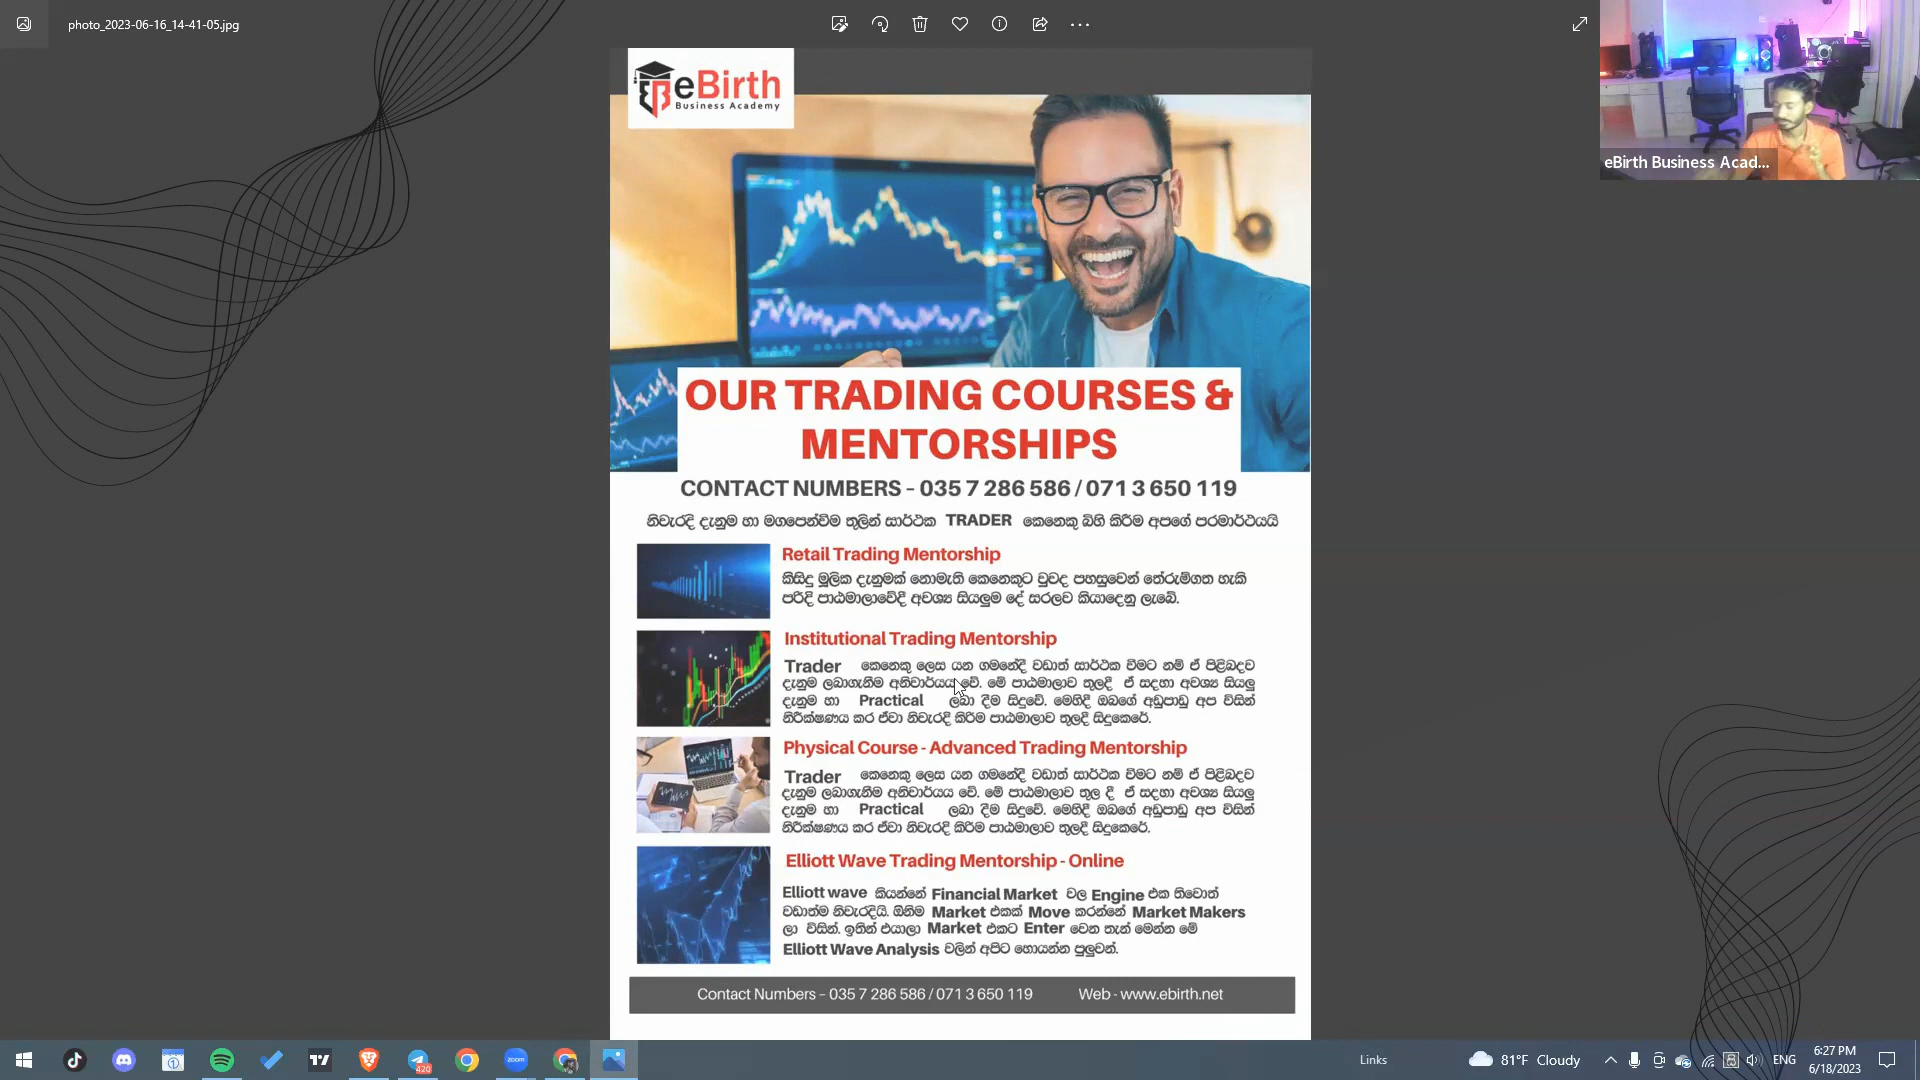 photo_2023-06-16_14-41-05.jpg
eBirth
Business Academy
eBirth Business Acad...
OUR TRADING COURSES &
MENTORSHIPS
CONTACT NUMBERS - 035 7 286 586 / 071 3 650 119
නිවැරදි දැනුම හා මගපෙන්වීම තුලින් සාර්ථක TRADER කෙනෙකු බිහි කිරීම අපගේ පරමාර්ථයයි
Retail Trading Mentorship
කිසිදු මූලික දැනුමක් නොමැති කෙනෙකුට වුවද පහසුවෙන් තේරුම්ගත හැකි
පරිදි පාඨමාලාවේදී අවශ්‍ය සියලුම දේ සරලව කියාදෙනු ලැබේ.
Institutional Trading Mentorship
Trader කෙනෙකු ලෙස යන ගමනේදී වඩාත් සාර්ථක වීමට නම් ඒ පිළිබදව
දැනුම ලබාගැනීම අනිවාර්යය වේ. මේ පාඨමාලාව තුලදී ඒ සදහා අවශ්‍ය සියලු
දැනුම හා Practical ලබා දීම සිදුවේ. මෙහිදී ඔබගේ අඩුපාඩු අප විසින්
නිරීක්ෂණය කර ඒවා නිවැරදි කිරීම පාඨමාලාව තුලදී සිදුකෙරේ.
Physical Course - Advanced Trading Mentorship
Trader කෙනෙකු ලෙස යන ගමනේදී වඩාත් සාර්ථක වීමට නම් ඒ පිළිබදව
දැනුම ලබාගැනීම අනිවාර්යය වේ. මේ පාඨමාලාව තුල දී ඒ සදහා අවශ්‍ය සියලු
දැනුම හා Practical ලබා දීම සිදුවේ. මෙහිදී ඔබගේ අඩුපාඩු අප විසින්
නිරීක්ෂණය කර ඒවා නිවැරදි කිරීම පාඨමාලාව තුලදී සිදුකෙරේ.
Elliott Wave Trading Mentorship - Online
Elliott wave කියන්නේ Financial Market වල Engine එක තිවොත්
වඩාත්ම නිවැරදියි. ඕනිම Market එකක් Move කරන්නේ Market Makers
ලා විසින්. ඉතින් එයාලා Market එකට Enter වෙන තැන් මෙන්න මේ
Elliott Wave Analysis වලින් අපිට හොයන්න පුලුවන්.
Contact Numbers - 035 7 286 586 / 071 3 650 119 Web - www.ebirth.net
420
zoom
Links
81°F Cloudy
ENG
6:27 PM
6/18/2023